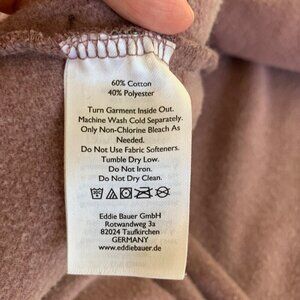 60% Cotton
40% Polyester
Turn Garment Inside Out.
Machine Wash Cold Separately.
Only Non-Chlorine Bleach As
Needed.
Do Not Use Fabric Softeners.
Tumble Dry Low.
Do Not Iron.
Do Not Dry Clean.
Eddie Bauer GmbH
Rotwandweg 3a
82024 Taufkirchen
GERMANY
www.eddiebauer.de